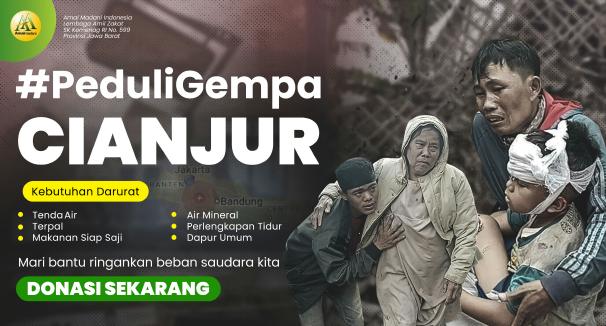 Amal Madani Indonesia
Lembaga Amil Zakat
SK Kemenag RI No. 599
Provinsi Jawa Barat
#PeduliGempa
CIANJUR
Jakarta
BANTEN
Bandung
Kebutuhan Darurat
Tenda Air
Terpal
Makanan Siap Saji
Air Mineral
Perlengkapan Tidur
Dapur Umum
Mari bantu ringankan beban saudara kita
DONASI SEKARANG